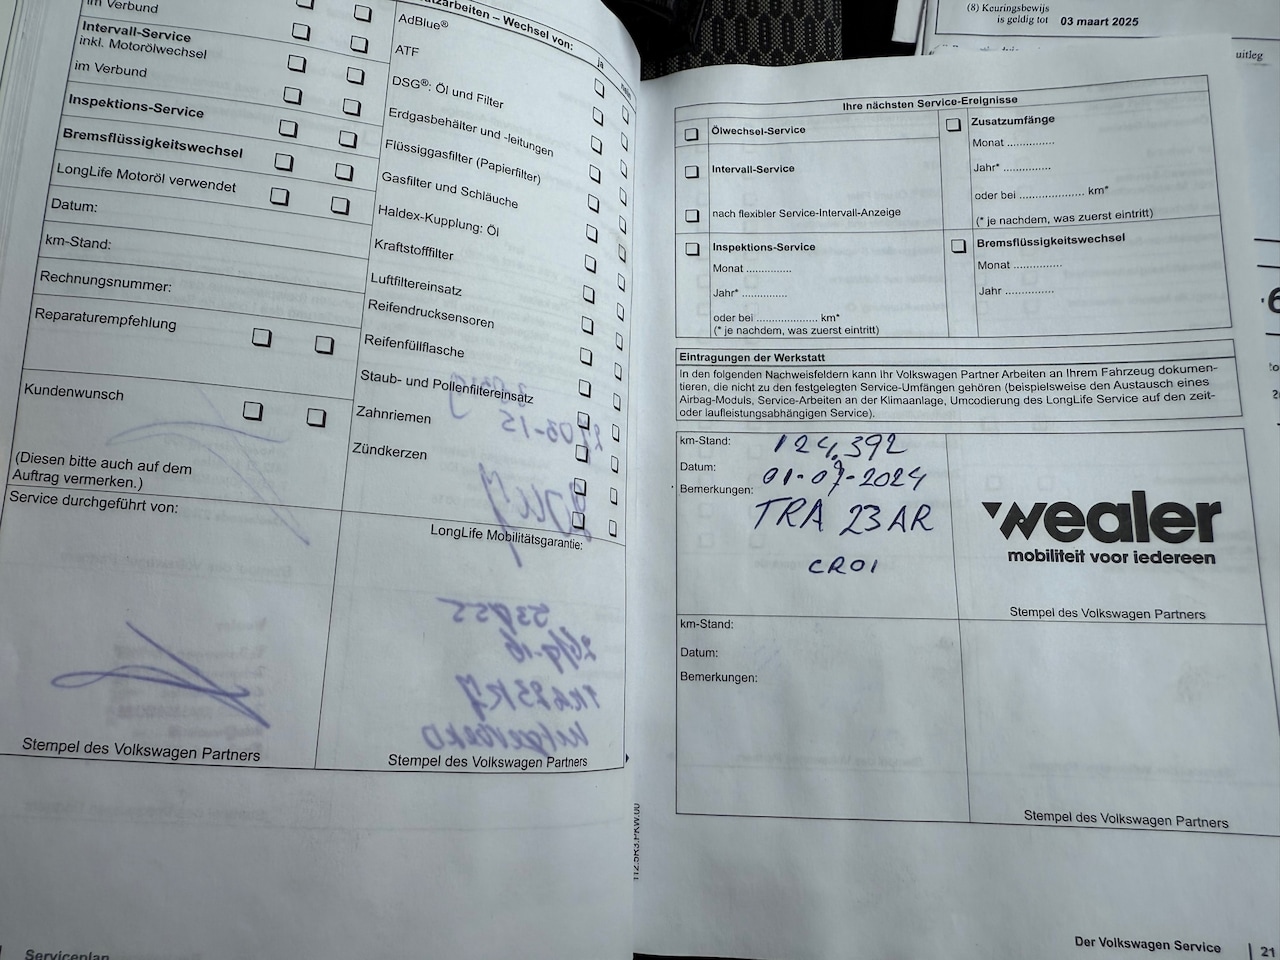 im Verbund
Intervall-Service
inkl. Motorölwechsel
im Verbund
Inspektions-Service
Bremsflüssigkeitswechsel
LongLife Motoröl verwendet
Datum:
km-Stand:
Rechnungsnummer:
Reparaturempfehlung
Kundenwunsch
(Diesen bitte auch auf dem
Auftrag vermerken.)
Service durchgeführt von:
Stempel des Volkswagen Partners
– Wechsel von:
ja
AdBlue®
ATF
DSG®: Öl und Filter
Erdgasbehälter und -leitungen
Flüssiggasfilter (Papierfilter)
Gasfilter und Schläuche
Haldex-Kupplung: Öl
Kraftstofffilter
Luftfiltereinsatz
Reifendrucksensoren
Reifenfüllflasche
Staub- und Pollenfiltereinsatz
Zahnriemen
Zündkerzen
LongLife Mobilitätsgarantie:
Stempel des Volkswagen Partners
Serviceplan
(8) Keuringsbewijs
is geldig tot 03 maart 2025
uitleg
Ihre nächsten Service-Ereignisse
Ölwechsel-Service
Intervall-Service
nach flexibler Service-Intervall-Anzeige
Inspektions-Service
Monat ..............
Jahr* ..............
oder bei .................... km*
(* je nachdem, was zuerst eintritt)
Zusatzumfänge
Monat ...............
Jahr* ...............
oder bei .................... km*
(* je nachdem, was zuerst eintritt)
Bremsflüssigkeitswechsel
Monat ...............
Jahr ........................
Eintragungen der Werkstatt
In den folgenden Nachweisfeldern kann Ihr Volkswagen Partner Arbeiten an Ihrem Fahrzeug dokumen-
tieren, die nicht zu den festgelegten Service-Umfängen gehören (beispielsweise den Austausch eines
Airbag-Moduls, Service-Arbeiten an der Klimaanlage, Umcodierung des LongLife Service auf den zeit-
oder laufleistungsabhängigen Service).
km-Stand: 124,392
Datum: 01-07-2024
Bemerkungen: TRA 23AR
CR01
wealer
mobiliteit voor iedereen
Stempel des Volkswagen Partners
km-Stand:
Datum:
Bemerkungen:
Stempel des Volkswagen Partners
112.5R3.PKW.00
Der Volkswagen Service | 21